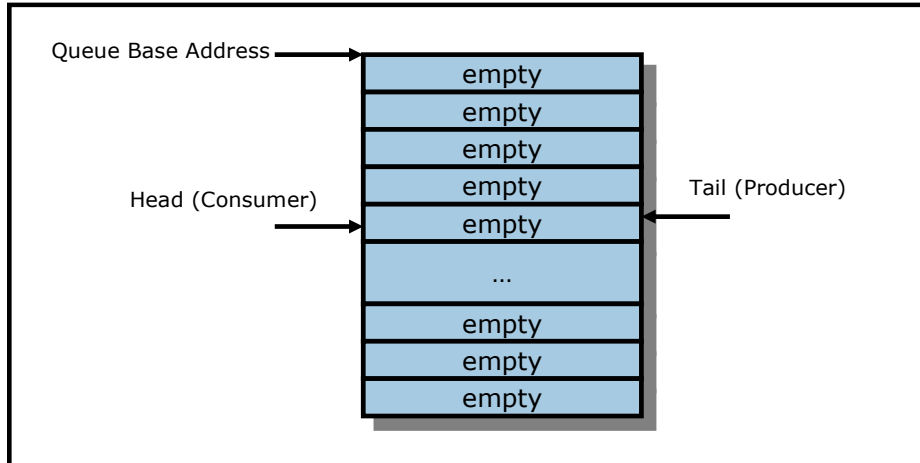 Queue Base Address
empty
empty
empty
empty
Head (Consumer)
Tail (Producer)
empty
...
empty
empty
empty